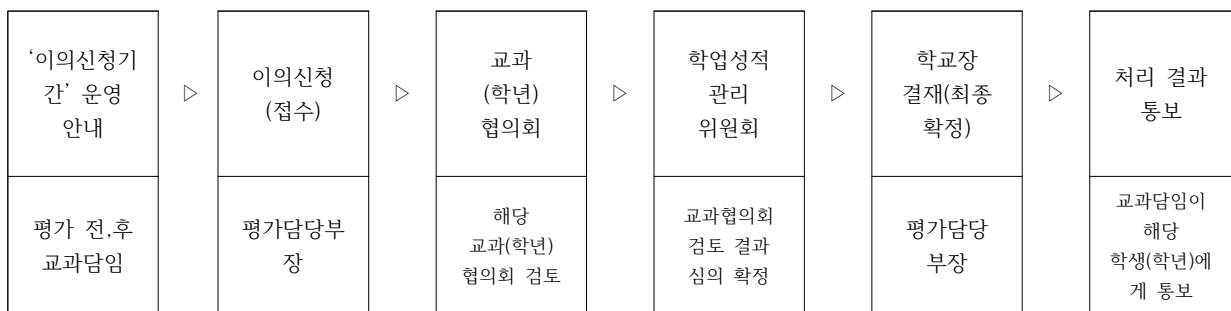 ‘이의신청기
간’ 운영
안내
▷
이의신청
(접수)
▷
교과
(학년)
협의회
▷
학업성적
관리
위원회
▷
학교장
결재(최종
확정)
▷
처리 결과
통보
평가 전,후
교과담임
평가담당부
장
해당
교과(학년)
협의회 검토
교과협의회
검토 결과
심의 확정
평가담당
부장
교과담임이
해당
학생(학년)에
게 통보